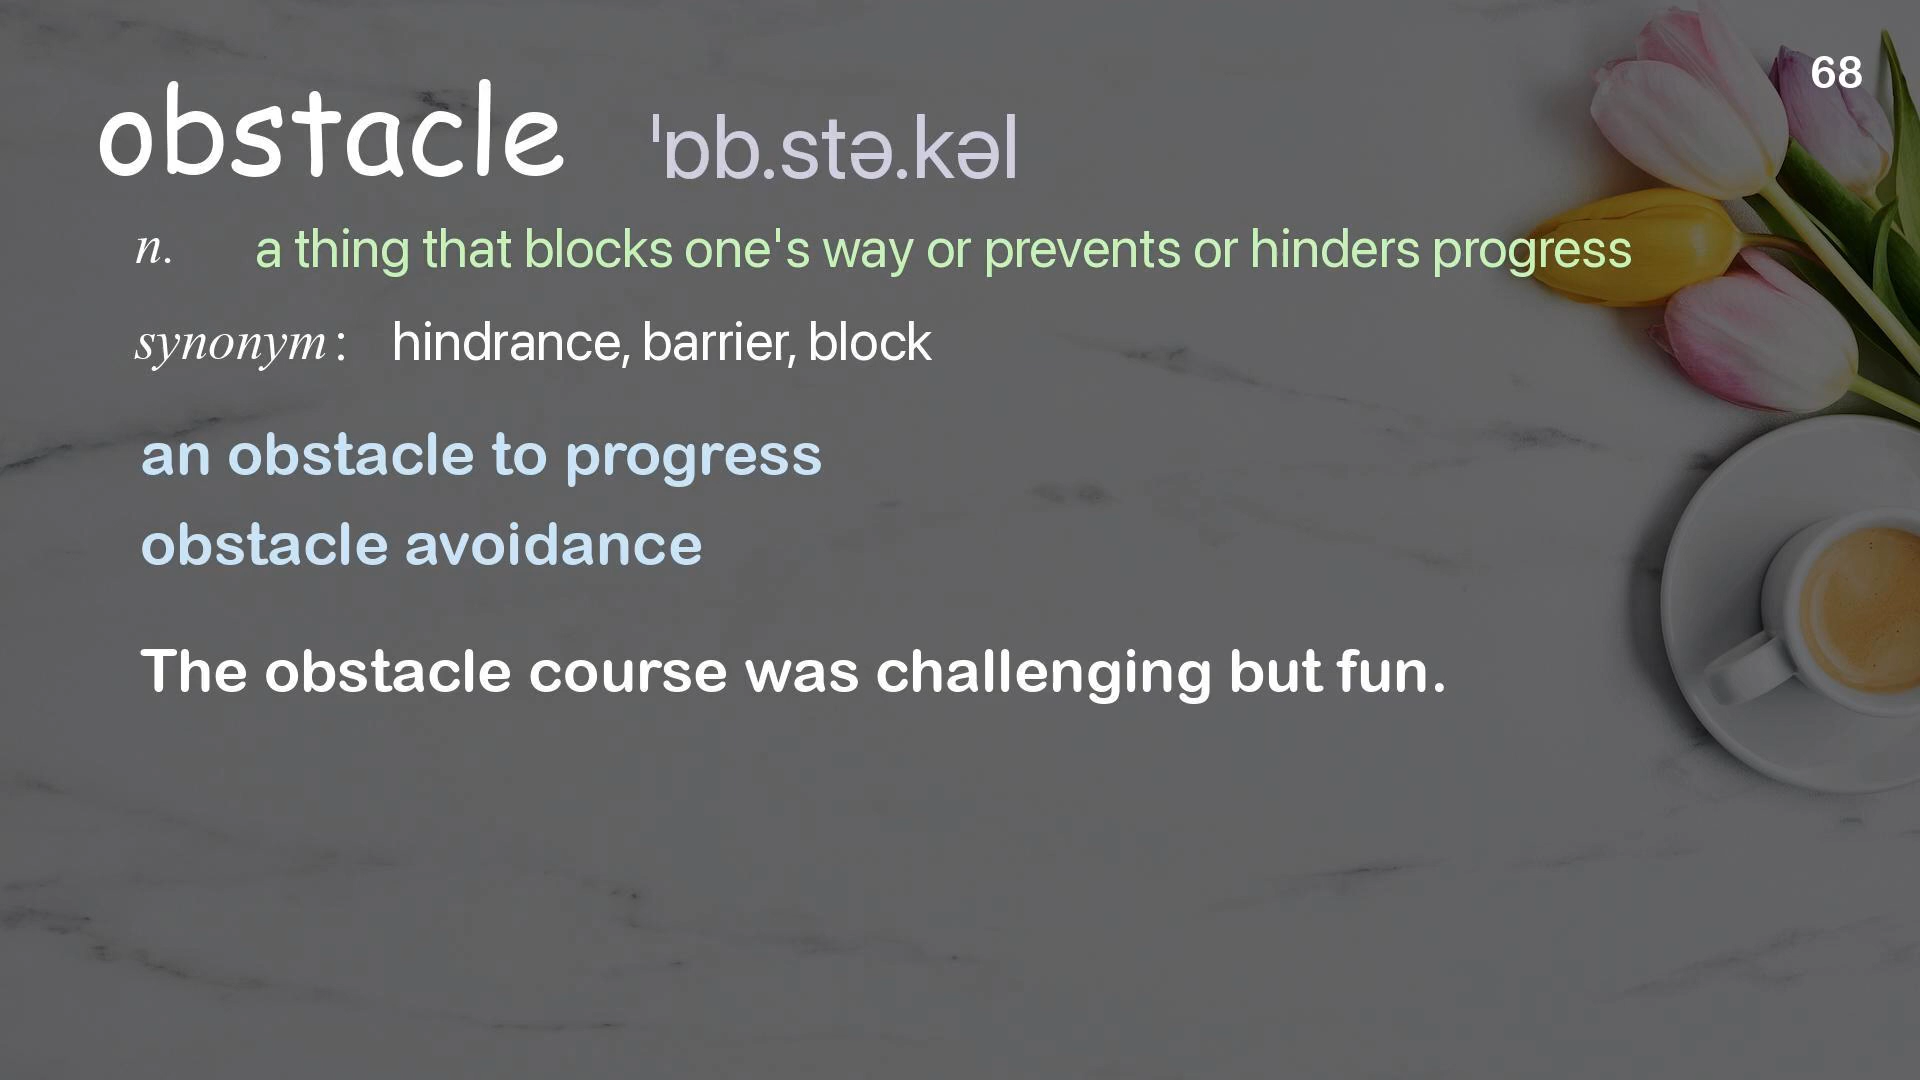 68
obstacle ˈɒb.stə.kəl
n. a thing that blocks one's way or prevents or hinders progress
synonym: hindrance, barrier, block
an obstacle to progress
obstacle avoidance
The obstacle course was challenging but fun.